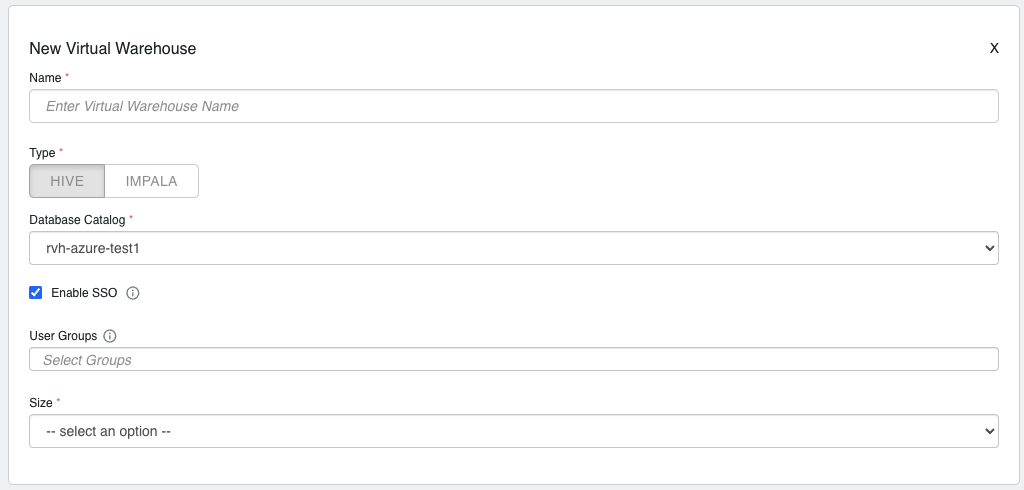 New Virtual Warehouse X
Name *
Enter Virtual Warehouse Name
Type *
HIVE IMPALA
Database Catalog *
rvh-azure-test1
Enable SSO
User Groups
Select Groups
Size *
-- select an option --